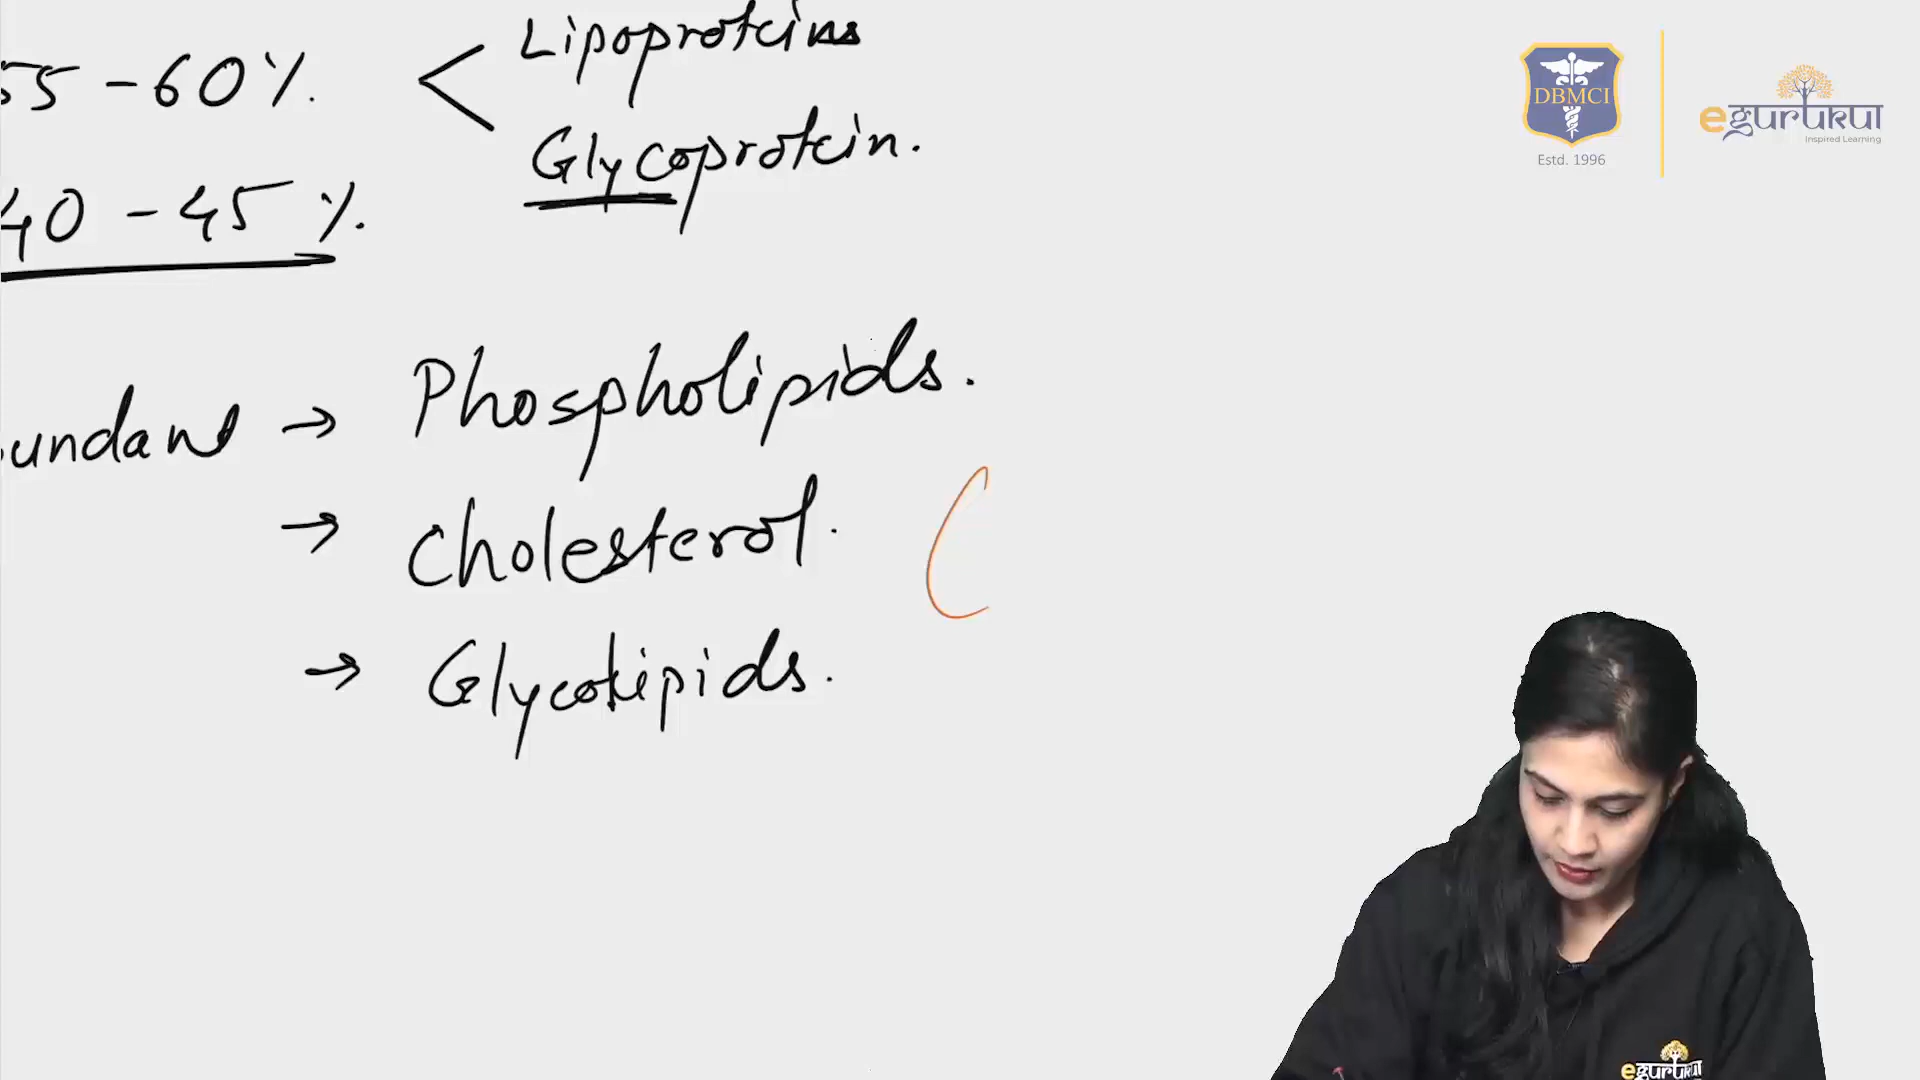 55 - 60 %. < Lipoproteins
Glycoprotein.
40 - 45 %.
undant → Phospholipids.
→ Cholesterol.
→ Glycolipids.
DBMCI
Estd. 1996
egurukul
Inspired Learning
egurukul